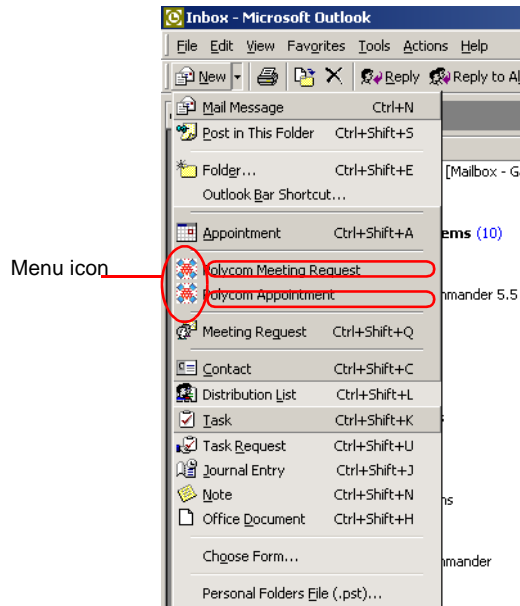 Inbox - Microsoft Outlook
File Edit View Favorites Tools Actions Help
New Reply Reply to Al
Mail Message Ctrl+N
Post in This Folder Ctrl+Shift+S
Folder... Ctrl+Shift+E [Mailbox - G
Outlook Bar Shortcut...
Appointment Ctrl+Shift+A ems (10)
Menu icon
Polycom Meeting Request
Polycom Appointment mmander 5.5
Meeting Request Ctrl+Shift+Q
Contact Ctrl+Shift+C
Distribution List Ctrl+Shift+L
Task Ctrl+Shift+K
Task Request Ctrl+Shift+U
Journal Entry Ctrl+Shift+J
Note Ctrl+Shift+N ns
Office Document Ctrl+Shift+H
Choose Form... mmander
Personal Folders File (.pst)...